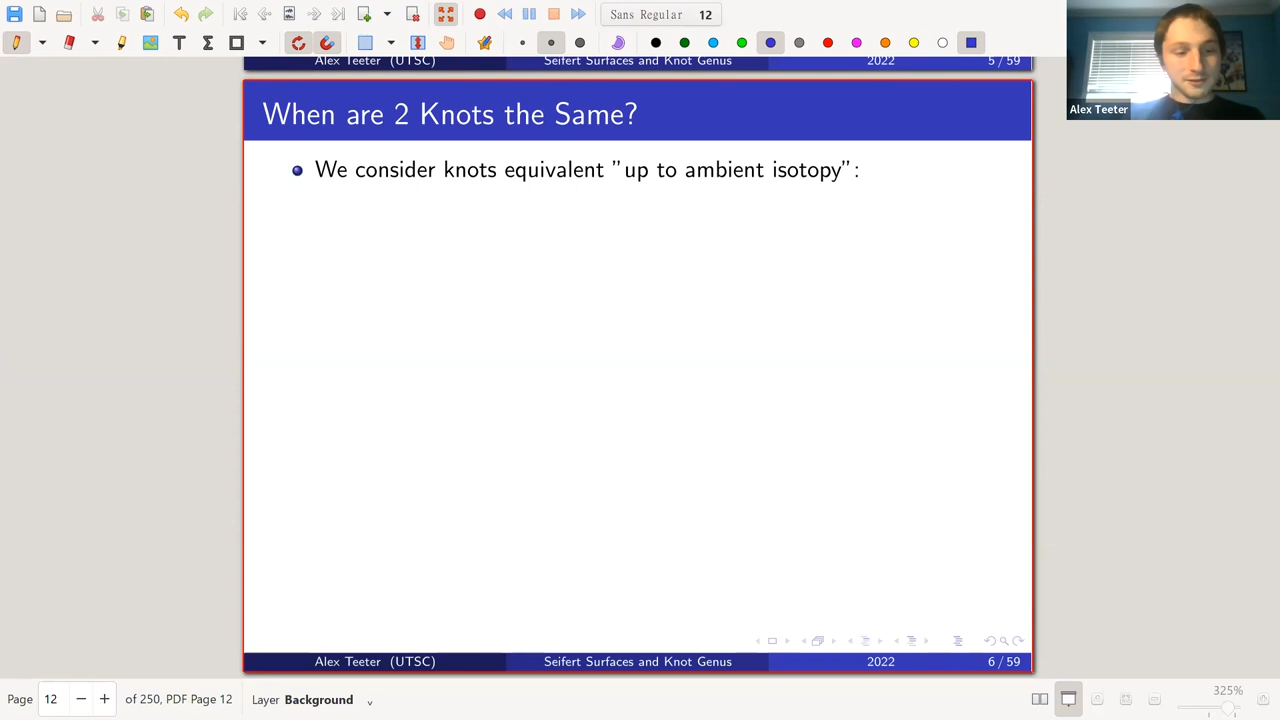 Sans Regular 12
Alex Teeter (UTSC) Seifert Surfaces and Knot Genus 2022 5 / 59
Alex Teeter
When are 2 Knots the Same?
We consider knots equivalent ”up to ambient isotopy”:
Alex Teeter (UTSC) Seifert Surfaces and Knot Genus 2022 6 / 59
Page 12 of 250, PDF Page 12 Layer Background 325%